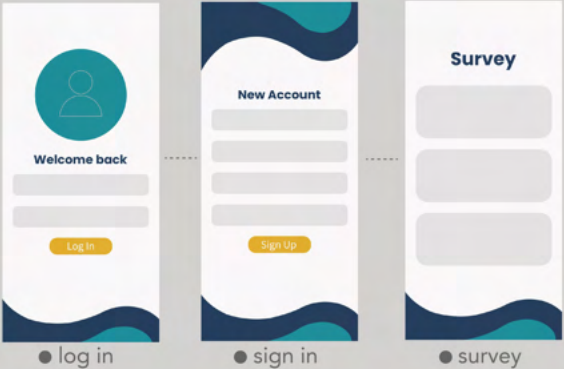 Welcome back
Log In
log in
New Account
Sign Up
sign in
Survey
survey